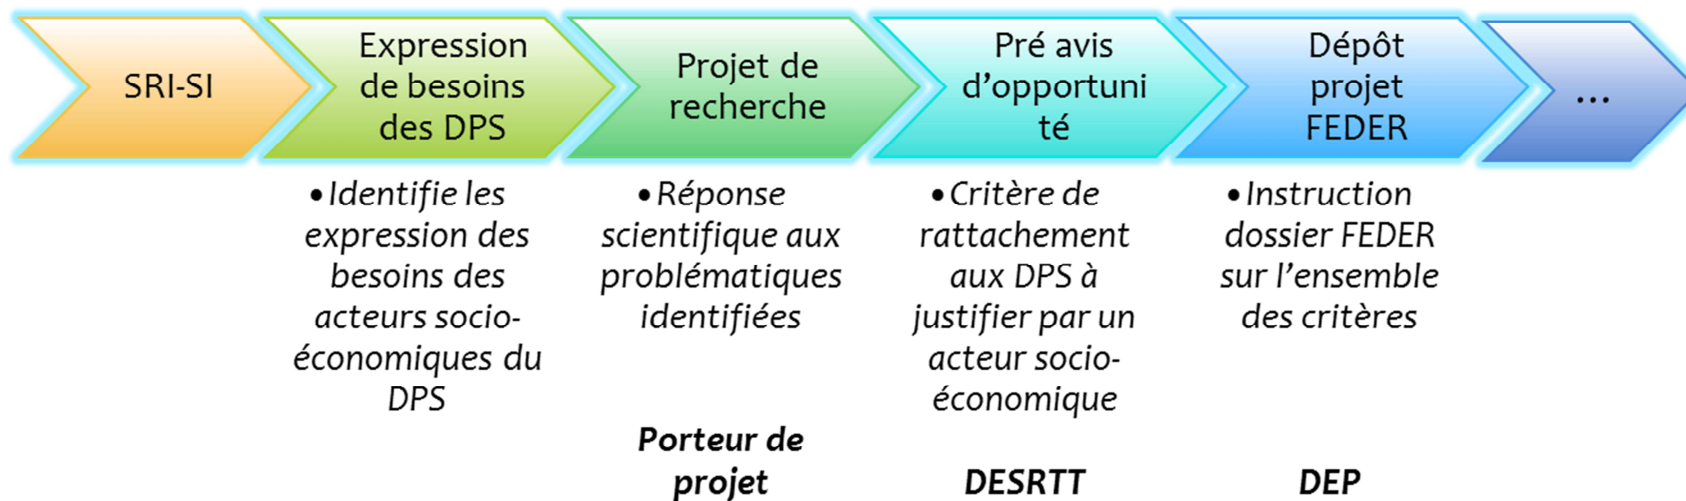 SRI-SI
Expression
de besoins
des DPS
Projet de
recherche
Pré avis
d'opportuni
té
Dépôt
projet
FEDER
...
•Identifie les
expression des
besoins des
acteurs socio-
économiques du
DPS
•Réponse
scientifique aux
problématiques
identifiées
Porteur de
projet
•Critère de
rattachement
aux DPS à
justifier par un
acteur socio-
économique
DESRTT
•Instruction
dossier FEDER
sur l'ensemble
des critères
DEP